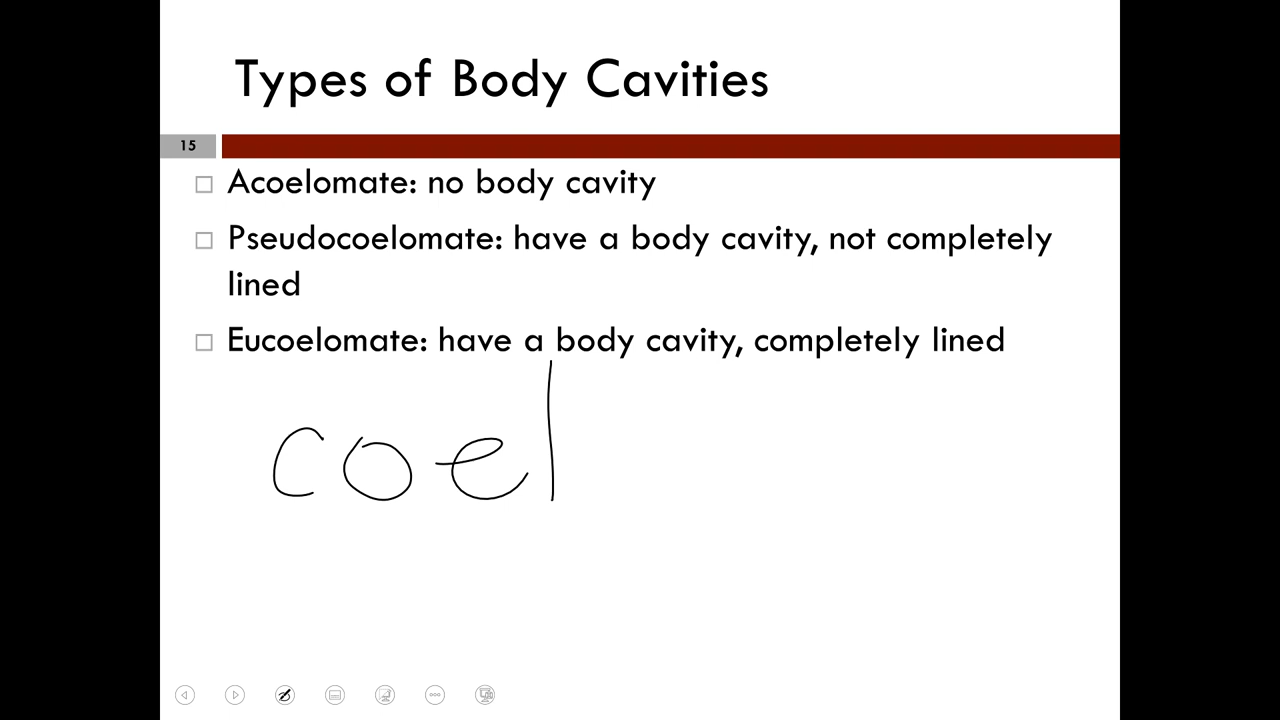 Types of Body Cavities
15
Acoelomate: no body cavity
Pseudocoelomate: have a body cavity, not completely
lined
Eucoelomate: have a body cavity, completely lined
coel